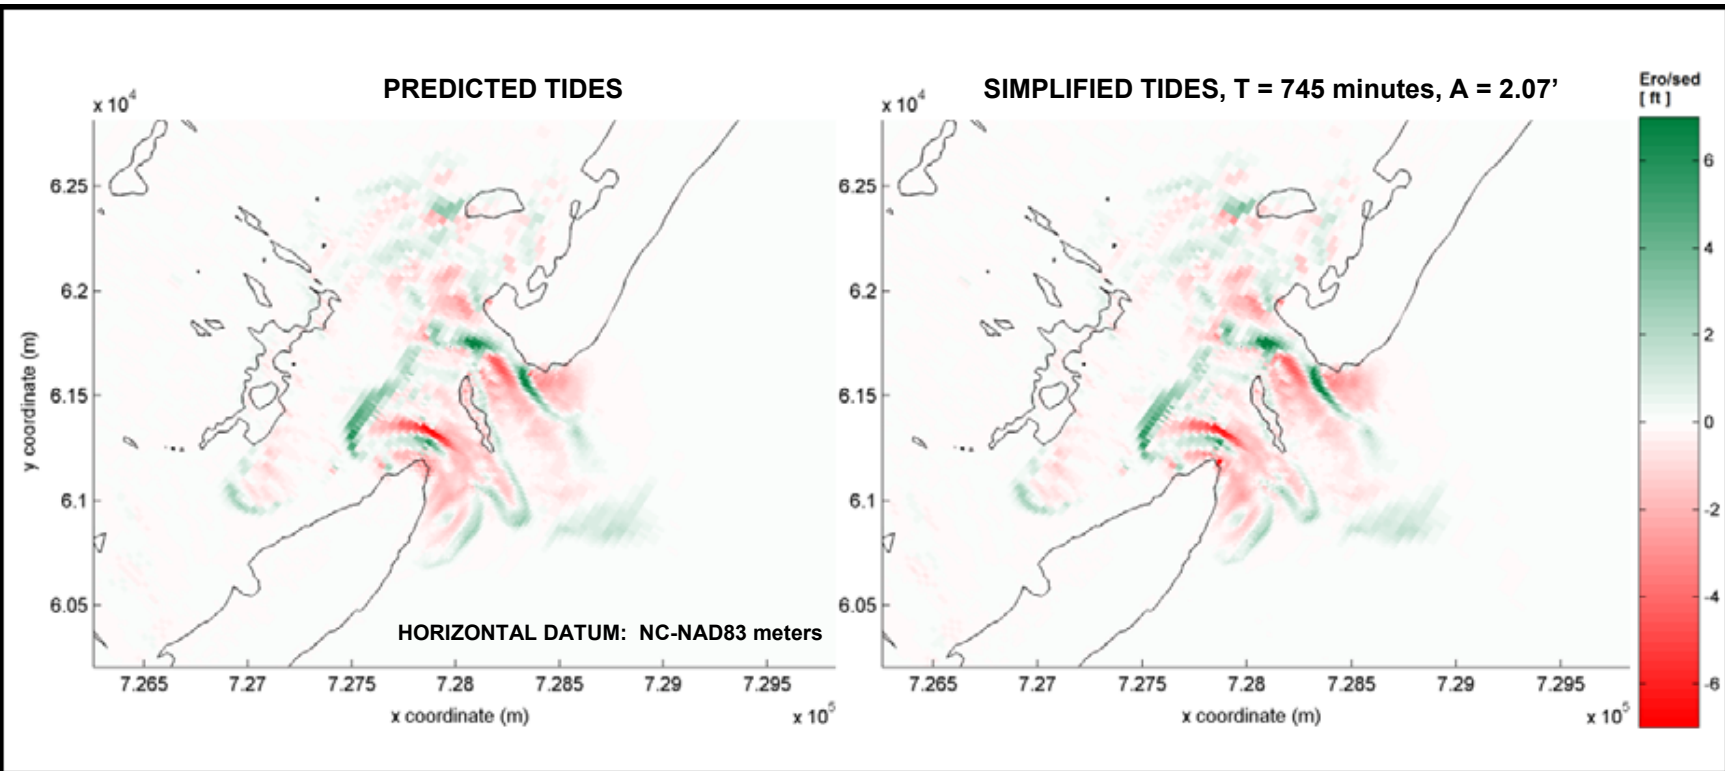 PREDICTED TIDES
SIMPLIFIED TIDES, T = 745 minutes, A = 2.07’
Ero/sed
[ ft ]
x 10⁴
6.25
6.2
6.15
6.1
6.05
y coordinate (m)
HORIZONTAL DATUM: NC-NAD83 meters
7.265 7.27 7.275 7.28 7.285 7.29 7.295
x coordinate (m)
x 10⁵
x 10⁴
6.25
6.2
6.15
6.1
6.05
7.265 7.27 7.275 7.28 7.285 7.29 7.295
x coordinate (m)
x 10⁵
6
4
2
0
-2
-4
-6